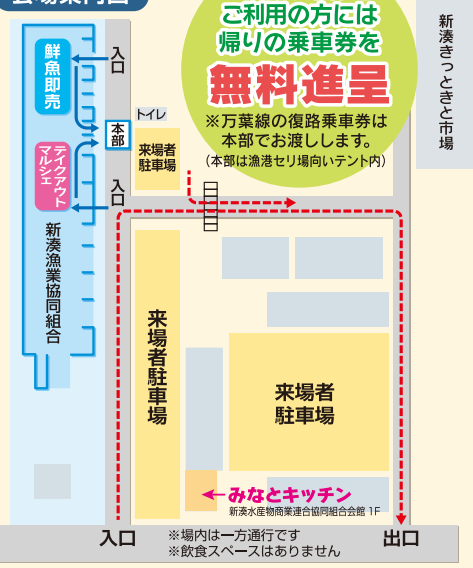 会場案内図
ご利用の方には
帰りの乗車券を
無料進呈
※万葉線の復路乗車券は
本部でお渡しします。
(本部は漁港セリ場向いテント内)
新湊きっときと市場
鮮魚即売
入口
トイレ
本部
来場者
駐車場
テイクアウト
マルシェ
入口
新湊漁業協同組合
来場者駐車場
来場者
駐車場
みなとキッチン
新湊水産物商業連合協同組合会館 1F
入口
※場内は一方通行です
※飲食スペースはありません
出口